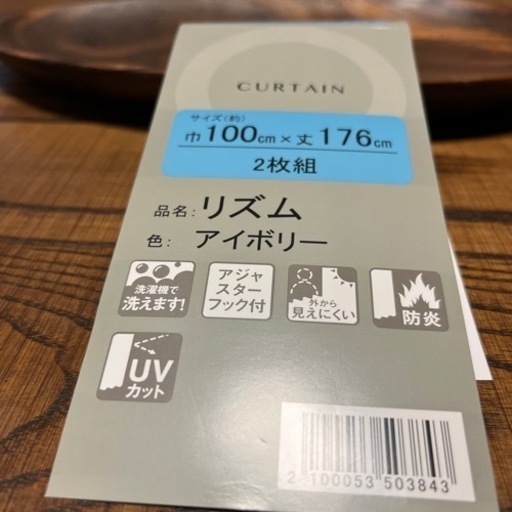 CURTAIN
サイズ(約)
巾100cm×丈176cm
2枚組
品名:リズム
色:アイボリー
洗濯機で
洗えます!
アジャ
スター
フック付
外から
見えにくい
防炎
UV
カット
2 100053 503843